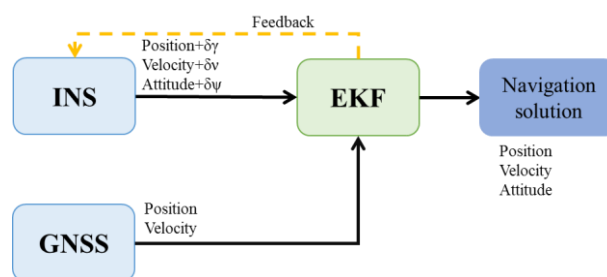 Feedback
Position+δγ
Velocity+δν
Attitude+δψ
INS
EKF
Navigation
solution
Position
Velocity
Attitude
Position
Velocity
GNSS